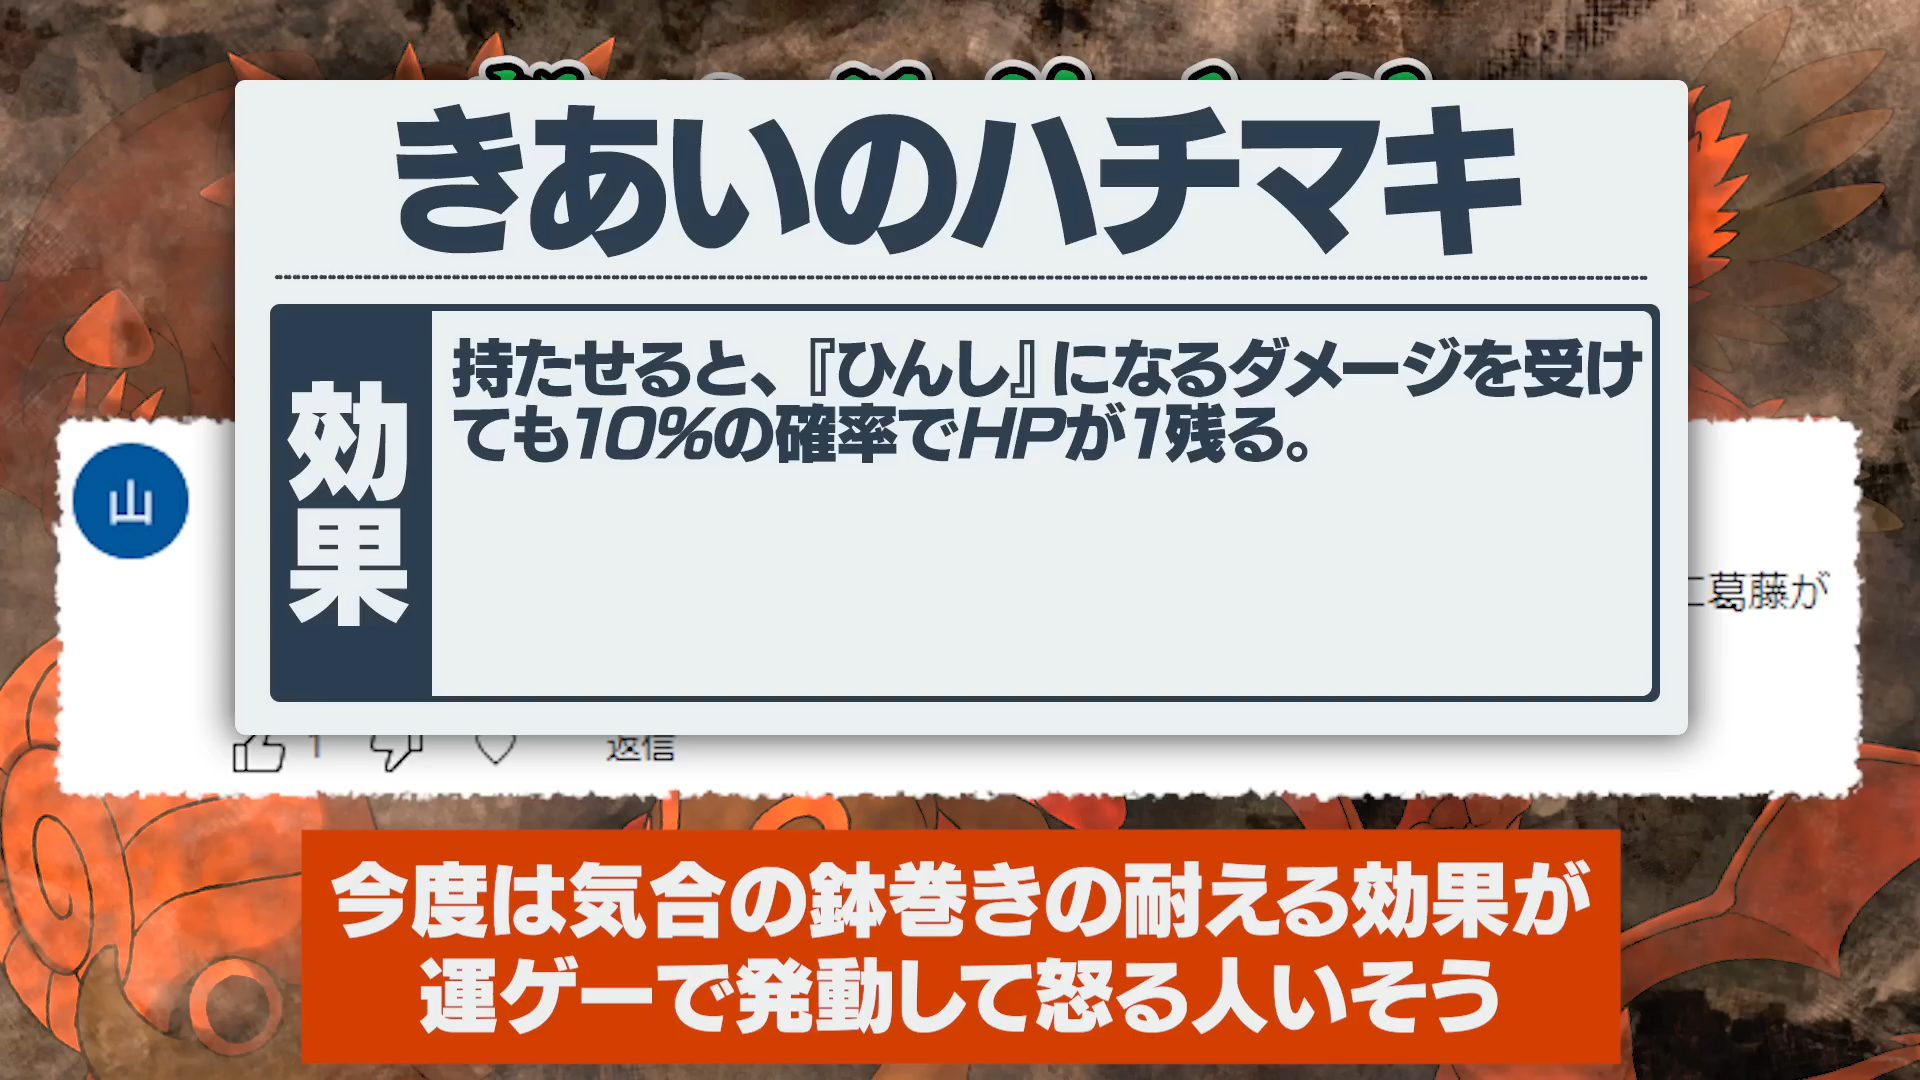 きあいのハチマキ
効果
持たせると、『ひんし』になるダメージを受け
ても10%の確率でHPが1残る。
山
に葛藤が
1
返信
今度は気合の鉢巻きの耐える効果が
運ゲーで発動して怒る人いそう